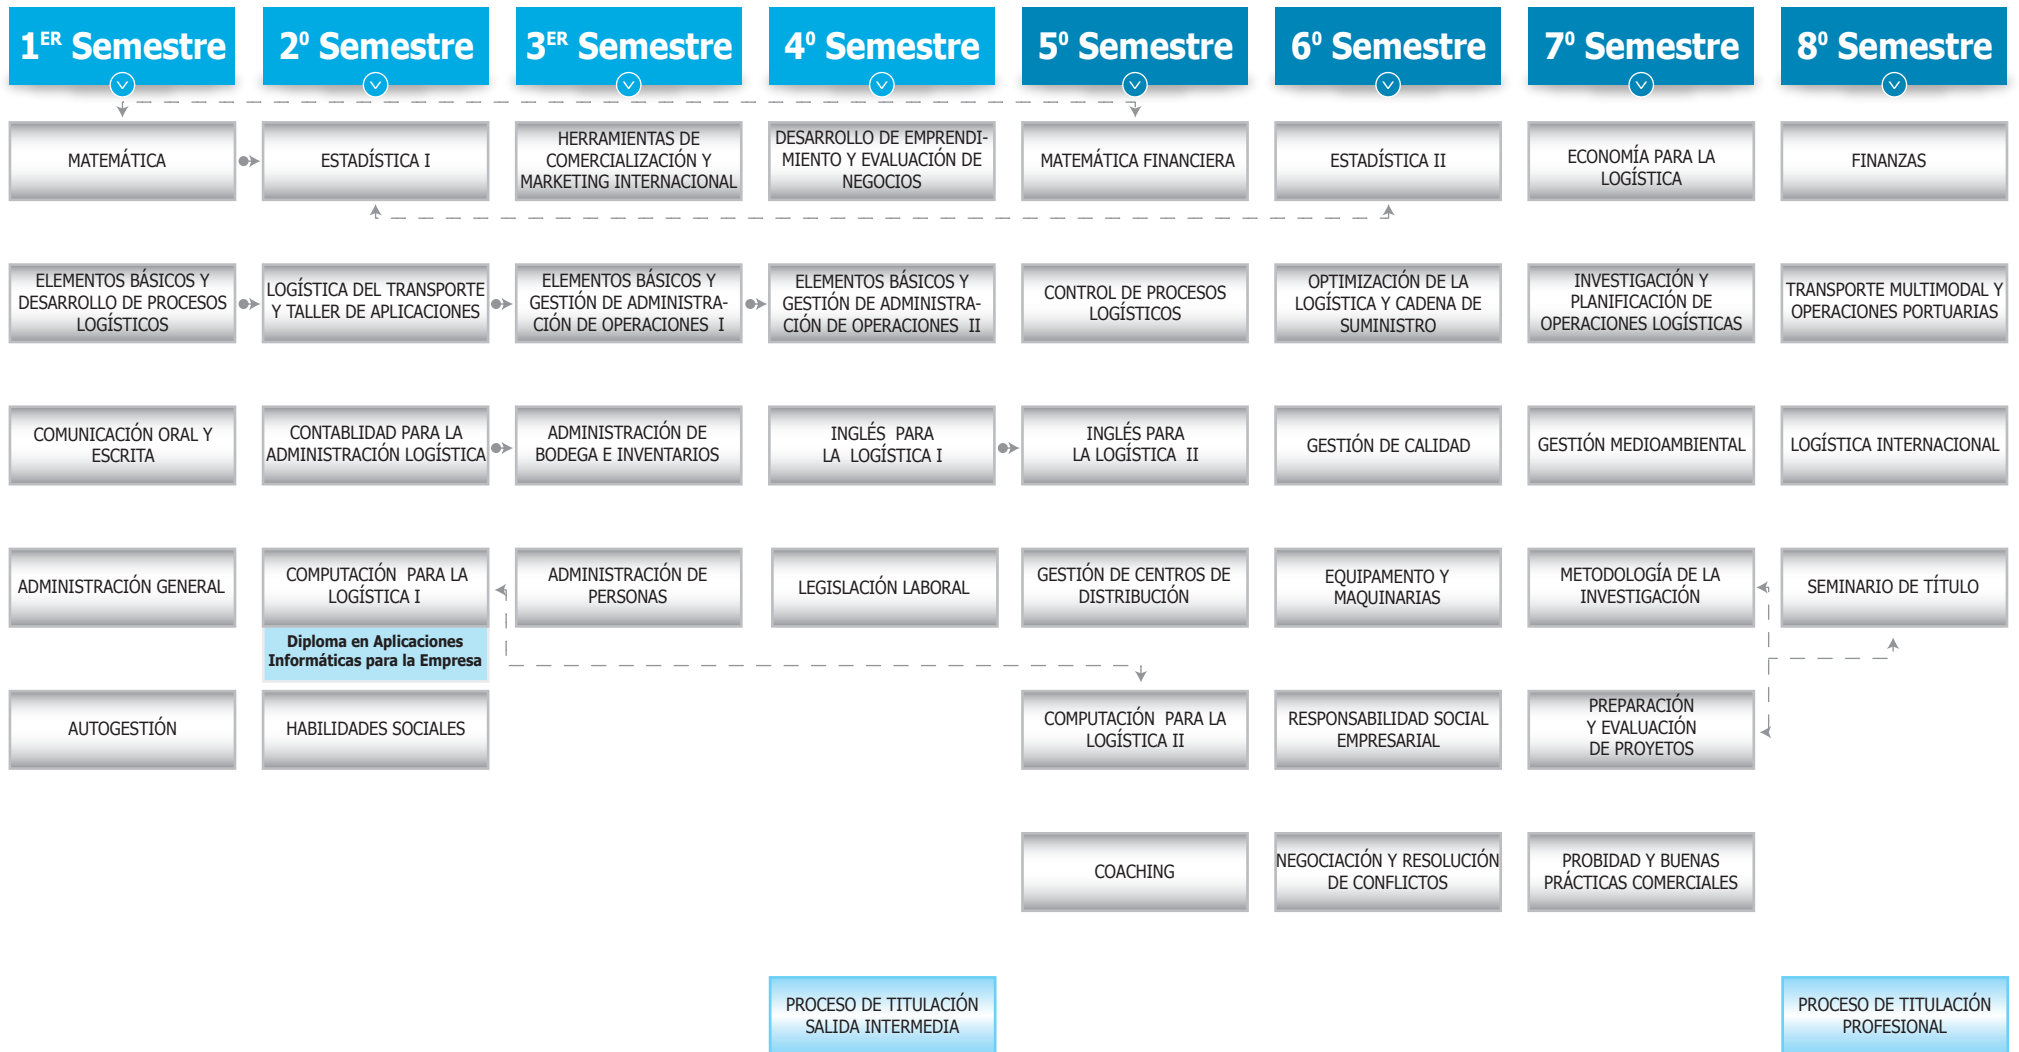 1ER Semestre
2º Semestre
3ER Semestre
4º Semestre
5º Semestre
6º Semestre
7º Semestre
8º Semestre
MATEMÁTICA
ESTADÍSTICA I
HERRAMIENTAS DE
COMERCIALIZACIÓN Y
MARKETING INTERNACIONAL
DESARROLLO DE EMPRENDI-
MIENTO Y EVALUACIÓN DE
NEGOCIOS
MATEMÁTICA FINANCIERA
ESTADÍSTICA II
ECONOMÍA PARA LA
LOGÍSTICA
FINANZAS
ELEMENTOS BÁSICOS Y
DESARROLLO DE PROCESOS
LOGÍSTICOS
LOGÍSTICA DEL TRANSPORTE
Y TALLER DE APLICACIONES
ELEMENTOS BÁSICOS Y
GESTIÓN DE ADMINISTRA-
CIÓN DE OPERACIONES I
ELEMENTOS BÁSICOS Y
GESTIÓN DE ADMINISTRA-
CIÓN DE OPERACIONES II
CONTROL DE PROCESOS
LOGÍSTICOS
OPTIMIZACIÓN DE LA
LOGÍSTICA Y CADENA DE
SUMINISTRO
INVESTIGACIÓN Y
PLANIFICACIÓN DE
OPERACIONES LOGÍSTICAS
TRANSPORTE MULTIMODAL Y
OPERACIONES PORTUARIAS
COMUNICACIÓN ORAL Y
ESCRITA
CONTABLIDAD PARA LA
ADMINISTRACIÓN LOGÍSTICA
ADMINISTRACIÓN DE
BODEGA E INVENTARIOS
INGLÉS PARA
LA LOGÍSTICA I
INGLÉS PARA
LA LOGÍSTICA II
GESTIÓN DE CALIDAD
GESTIÓN MEDIOAMBIENTAL
LOGÍSTICA INTERNACIONAL
ADMINISTRACIÓN GENERAL
COMPUTACIÓN PARA LA
LOGÍSTICA I
Diploma en Aplicaciones
Informáticas para la Empresa
ADMINISTRACIÓN DE
PERSONAS
LEGISLACIÓN LABORAL
GESTIÓN DE CENTROS DE
DISTRIBUCIÓN
EQUIPAMENTO Y
MAQUINARIAS
METODOLOGÍA DE LA
INVESTIGACIÓN
SEMINARIO DE TÍTULO
AUTOGESTIÓN
HABILIDADES SOCIALES
COMPUTACIÓN PARA LA
LOGÍSTICA II
RESPONSABILIDAD SOCIAL
EMPRESARIAL
PREPARACIÓN
Y EVALUACIÓN
DE PROYETOS
COACHING
NEGOCIACIÓN Y RESOLUCIÓN
DE CONFLICTOS
PROBIDAD Y BUENAS
PRÁCTICAS COMERCIALES
PROCESO DE TITULACIÓN
SALIDA INTERMEDIA
PROCESO DE TITULACIÓN
PROFESIONAL